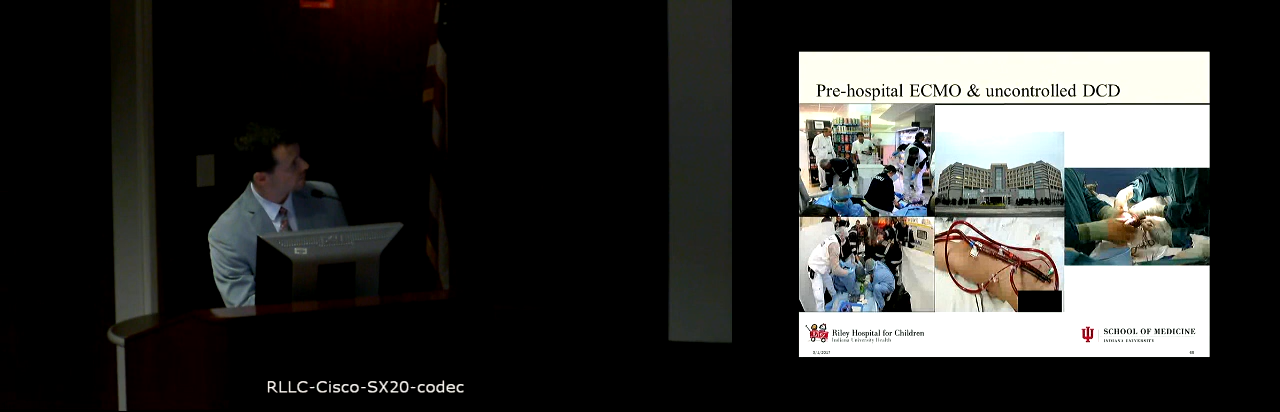 Pre-hospital ECMO & uncontrolled DCD
Riley Hospital for Children
Indiana University Health
SCHOOL OF MEDICINE
INDIANA UNIVERSITY
RLLC-Cisco-SX20-codec